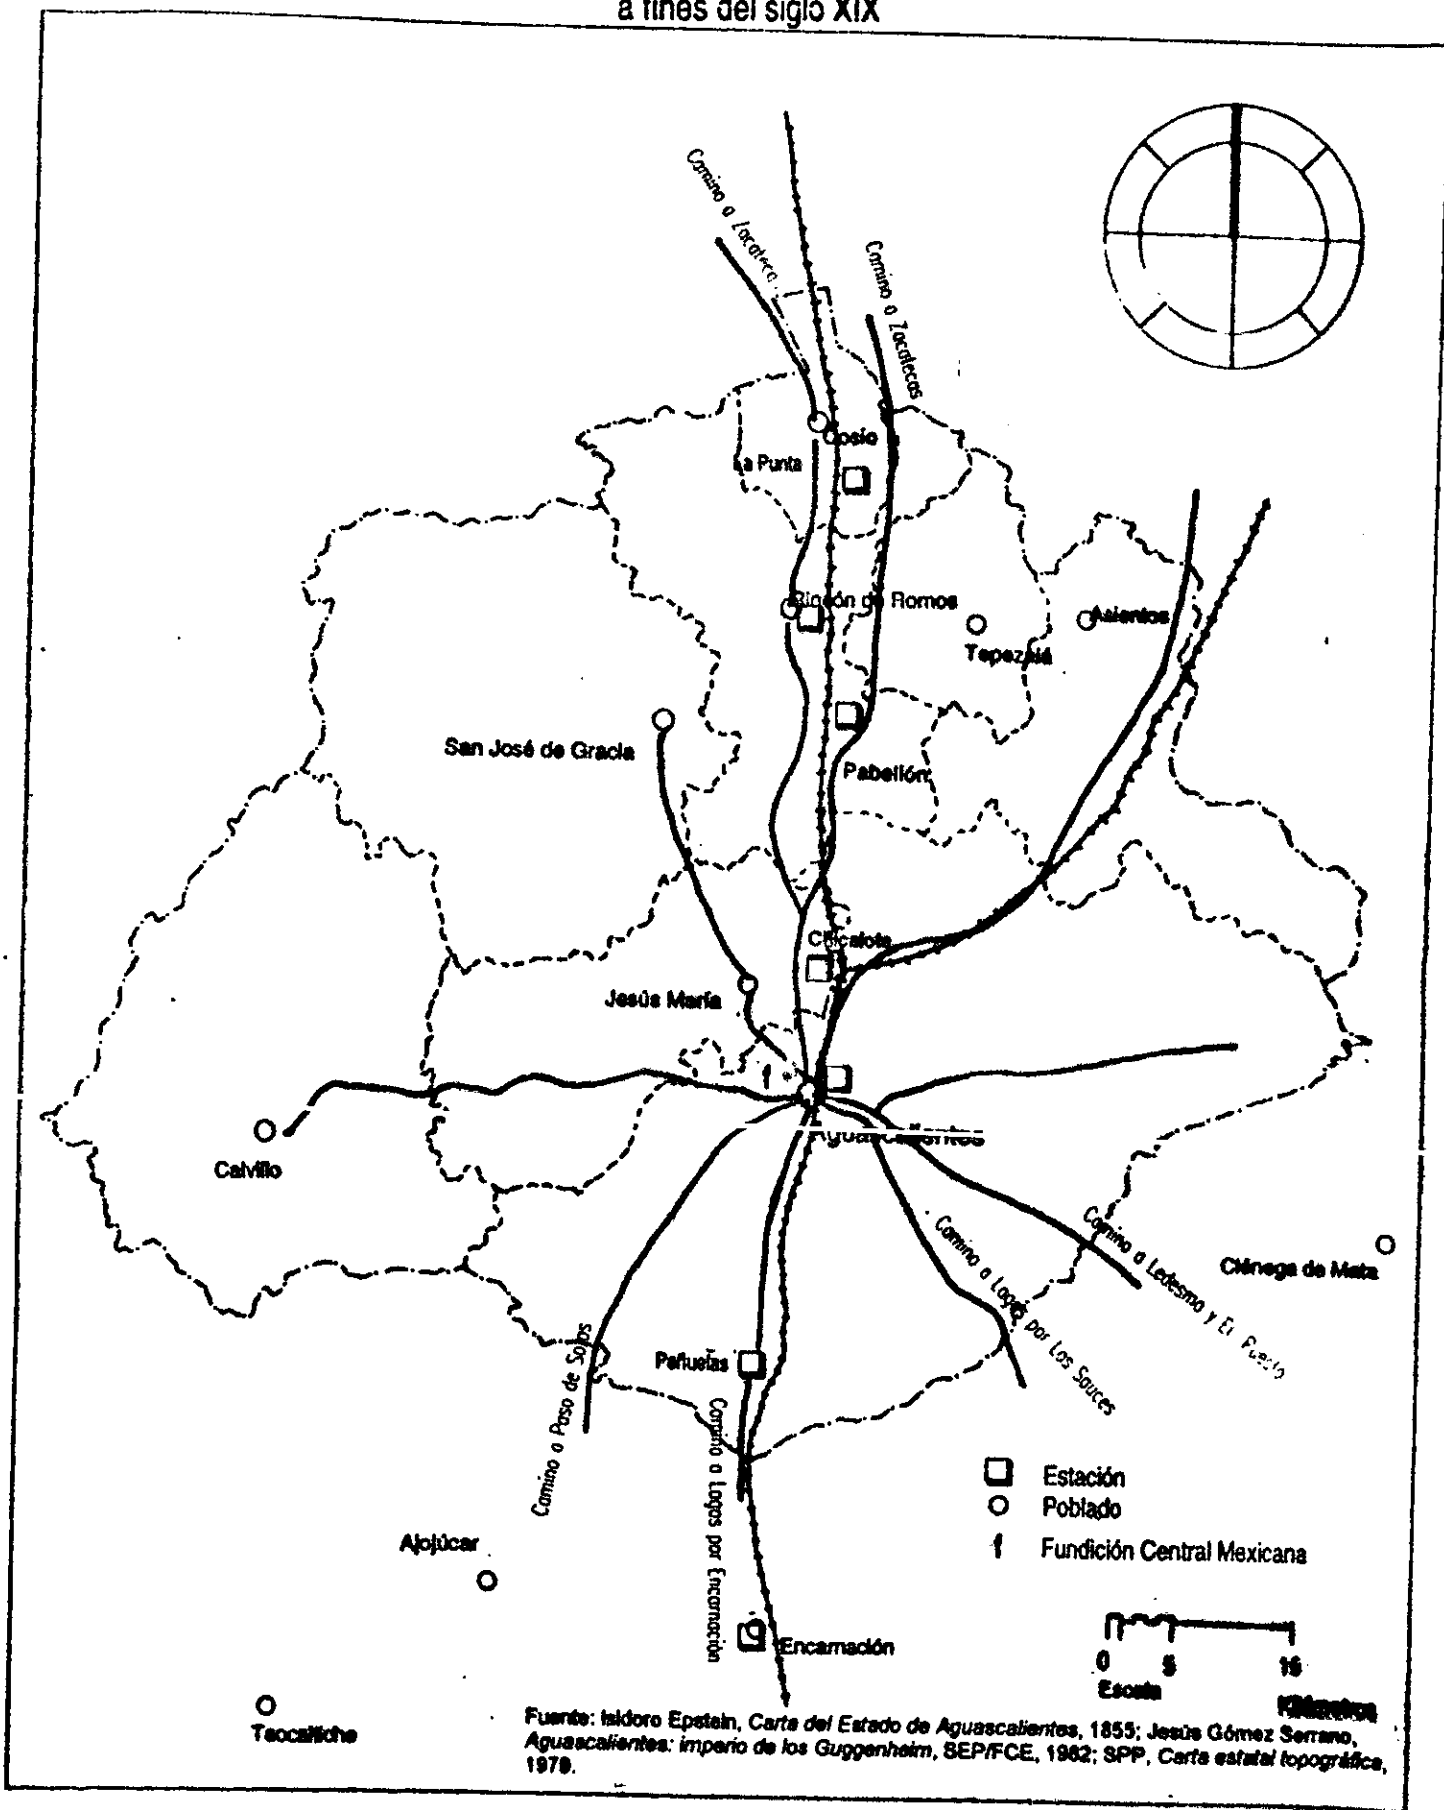 a fines del siglo XIX
Camino a Zacateca
Camino a Zacatecas
Cosío
La Punta
Rincón de Romos
Asientos
Tepezalá
San José de Gracia
Pabellón
Chicalote
Jesús María
f
Aguascalientes
Calvillo
Camino a Ledesma y El Puesto
Ciénega de Mata
Camino a Lagos por Los Sauces
Peñuelas
Camino a Paso de Sotos
Camino a Lagos por Encarnación
Estación
Poblado
f Fundición Central Mexicana
Ajojúcar
Encarnación
0 5 15
Escala
Kilómetros
Teocaltiche
Fuente: Isidoro Epstein, Carta del Estado de Aguascalientes, 1855; Jesús Gómez Serrano,
Aguascalientes: imperio de los Guggenheim, SEP/FCE, 1982; SPP, Carta estatal topográfica,
1979.